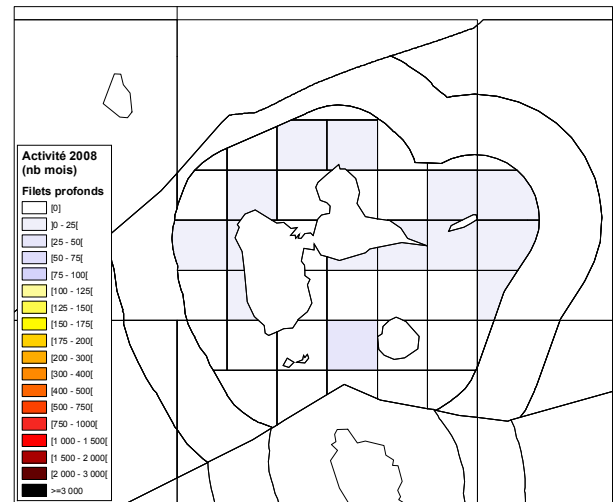 Activité 2008
(nb mois)
Filets profonds
[0]
]0 - 25[
[25 - 50[
[50 - 75[
[75 - 100[
[100 - 125[
[125 - 150[
[150 - 175[
[175 - 200[
[200 - 300[
[300 - 400[
[400 - 500[
[500 - 750[
[750 - 1000[
[1 000 - 1 500[
[1 500 - 2 000[
[2 000 - 3 000[
>=3 000